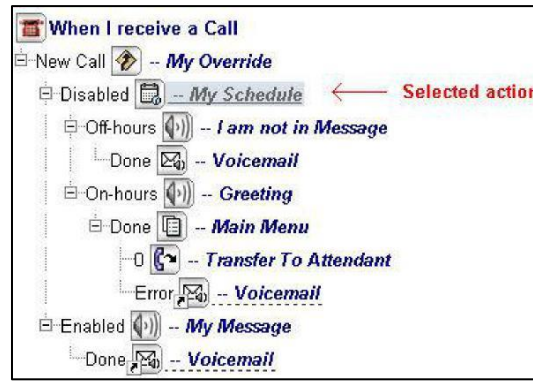 When I receive a Call
New Call -- My Override
Disabled -- My Schedule Selected action
Off-hours -- I am not in Message
Done -- Voicemail
On-hours -- Greeting
Done -- Main Menu
0 -- Transfer To Attendant
Error -- Voicemail
Enabled -- My Message
Done -- Voicemail